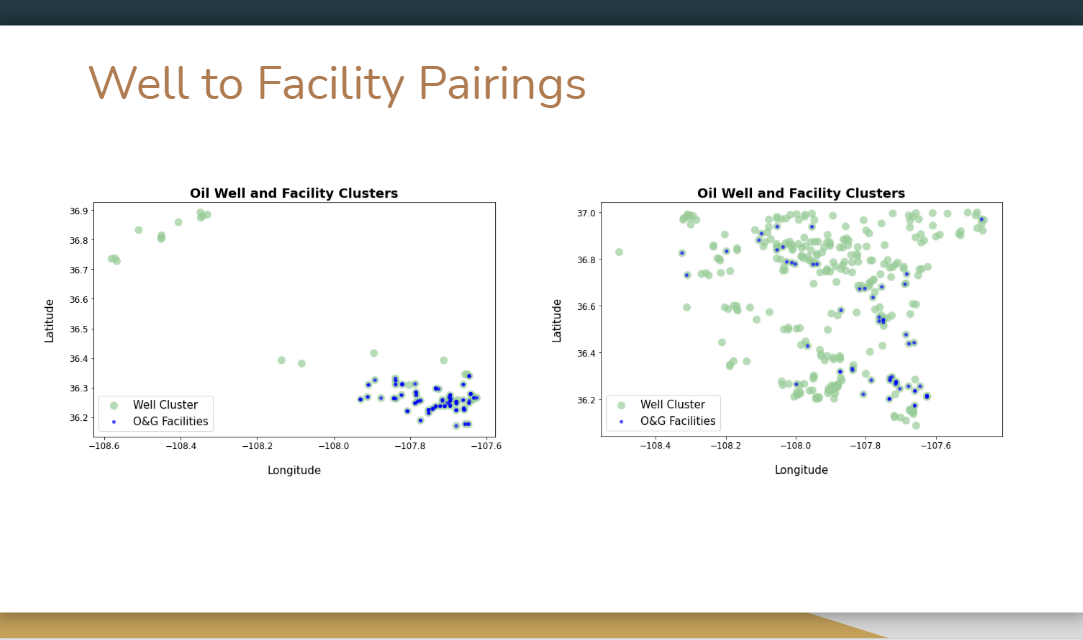 Well to Facility Pairings
Oil Well and Facility Clusters
36.9
36.8
36.7
36.6
36.5
36.4
36.3
36.2
Latitude
Well Cluster
O&G Facilities
−108.6
−108.4
−108.2
−108.0
−107.8
−107.6
Longitude
Oil Well and Facility Clusters
37.0
36.8
36.6
36.4
36.2
Latitude
Well Cluster
O&G Facilities
−108.4
−108.2
−108.0
−107.8
−107.6
Longitude